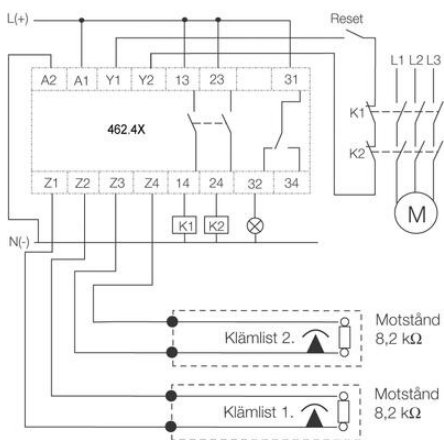 L(+)
Reset
A2 A1 Y1 Y2 13 23 31
L1 L2 L3
462.4X
K1
K2
Z1 Z2 Z3 Z4 14 24 32 34
K1 K2
M
N(-)
Klämlist 2.
Motstånd
8,2 kΩ
Klämlist 1.
Motstånd
8,2 kΩ